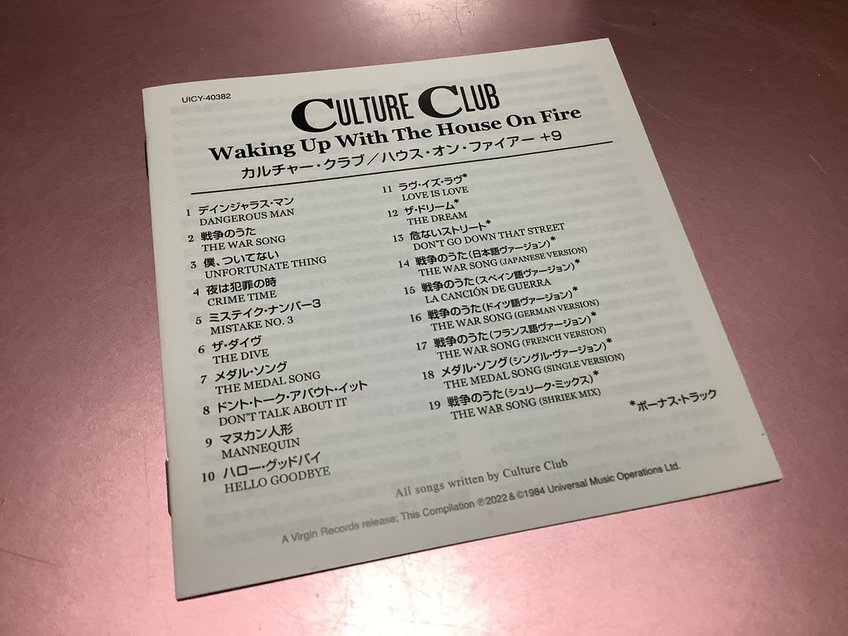 UICY-40382
CULTURE CLUB
Waking Up With The House On Fire
カルチャー・クラブ／ハウス・オン・ファイアー +9
1 デインジャラス・マン
DANGEROUS MAN
2 戦争のうた
THE WAR SONG
3 僕、ついてない
UNFORTUNATE THING
4 夜は犯罪の時
CRIME TIME
5 ミステイク・ナンバー3
MISTAKE NO. 3
6 ザ・ダイヴ
THE DIVE
7 メダル・ソング
THE MEDAL SONG
8 ドント・トーク・アバウト・イット
DON'T TALK ABOUT IT
9 マヌカン人形
MANNEQUIN
10 ハロー・グッドバイ
HELLO GOODBYE
11 ラヴ・イズ・ラヴ*
LOVE IS LOVE
12 ザ・ドリーム*
THE DREAM
13 危ないストリート*
DON'T GO DOWN THAT STREET
14 戦争のうた(日本語ヴァージョン)*
THE WAR SONG (JAPANESE VERSION)
15 戦争のうた(スペイン語ヴァージョン)*
LA CANCIÓN DE GUERRA
16 戦争のうた(ドイツ語ヴァージョン)*
THE WAR SONG (GERMAN VERSION)
17 戦争のうた(フランス語ヴァージョン)*
THE WAR SONG (FRENCH VERSION)
18 メダル・ソング(シングル・ヴァージョン)*
THE MEDAL SONG (SINGLE VERSION)
19 戦争のうた(シュリーク・ミックス)*
THE WAR SONG (SHRIEK MIX)
*ボーナス・トラック
All songs written by Culture Club
A Virgin Records release; This Compilation ℗2022 & ©1984 Universal Music Operations Ltd.